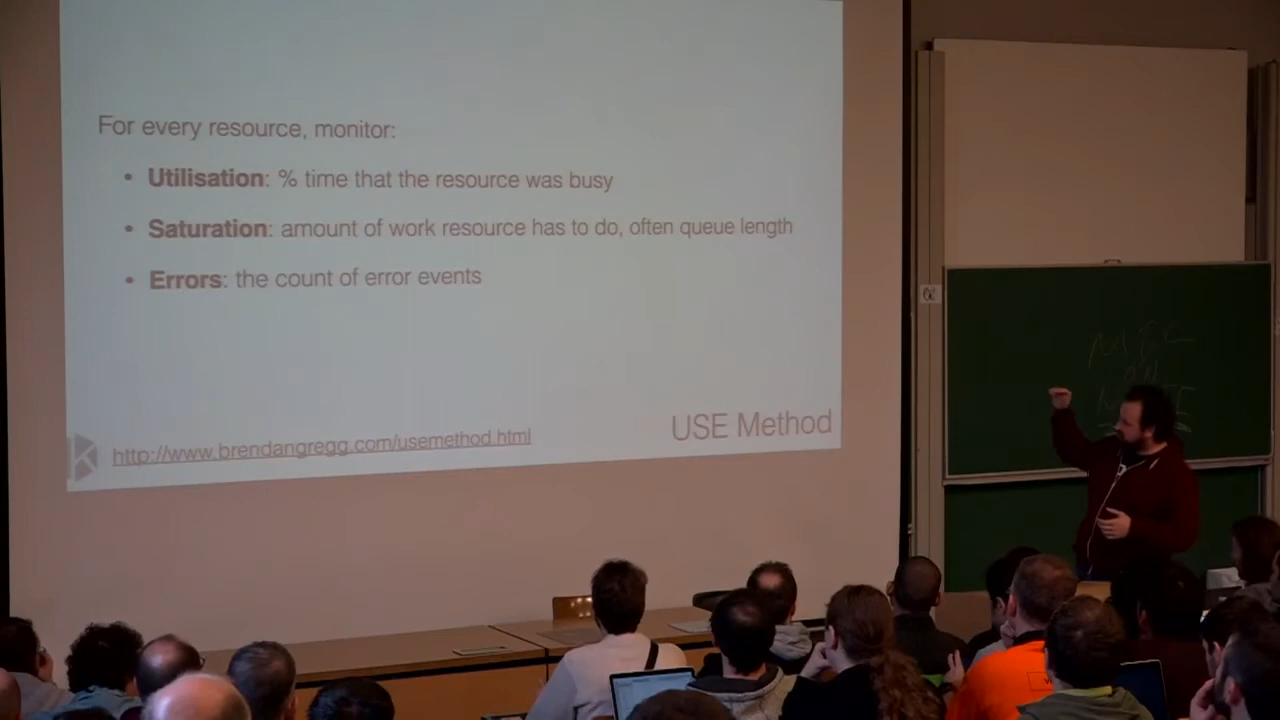 For every resource, monitor:
• Utilisation: % time that the resource was busy
• Saturation: amount of work resource has to do, often queue length
• Errors: the count of error events
USE Method
http://www.brendangregg.com/usemethod.html